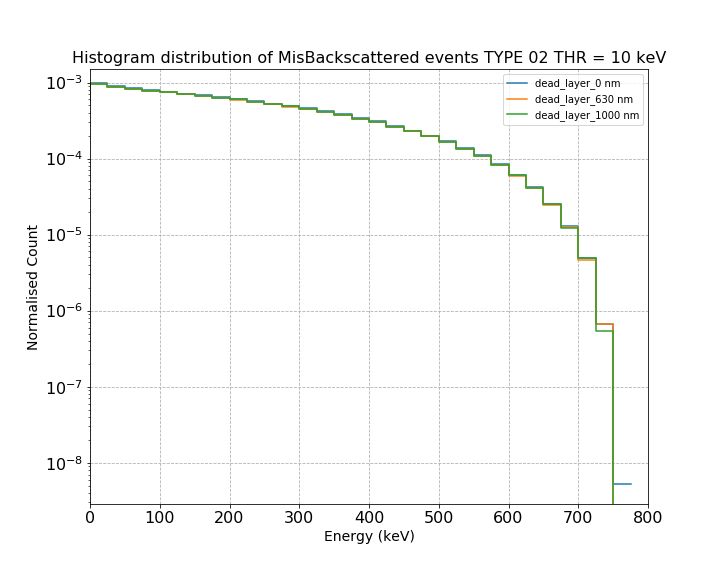 Histogram distribution of MisBackscattered events TYPE 02 THR = 10 keV
dead_layer_0 nm
dead_layer_630 nm
dead_layer_1000 nm
Normalised Count
10⁻³
10⁻⁴
10⁻⁵
10⁻⁶
10⁻⁷
10⁻⁸
0 100 200 300 400 500 600 700 800
Energy (keV)